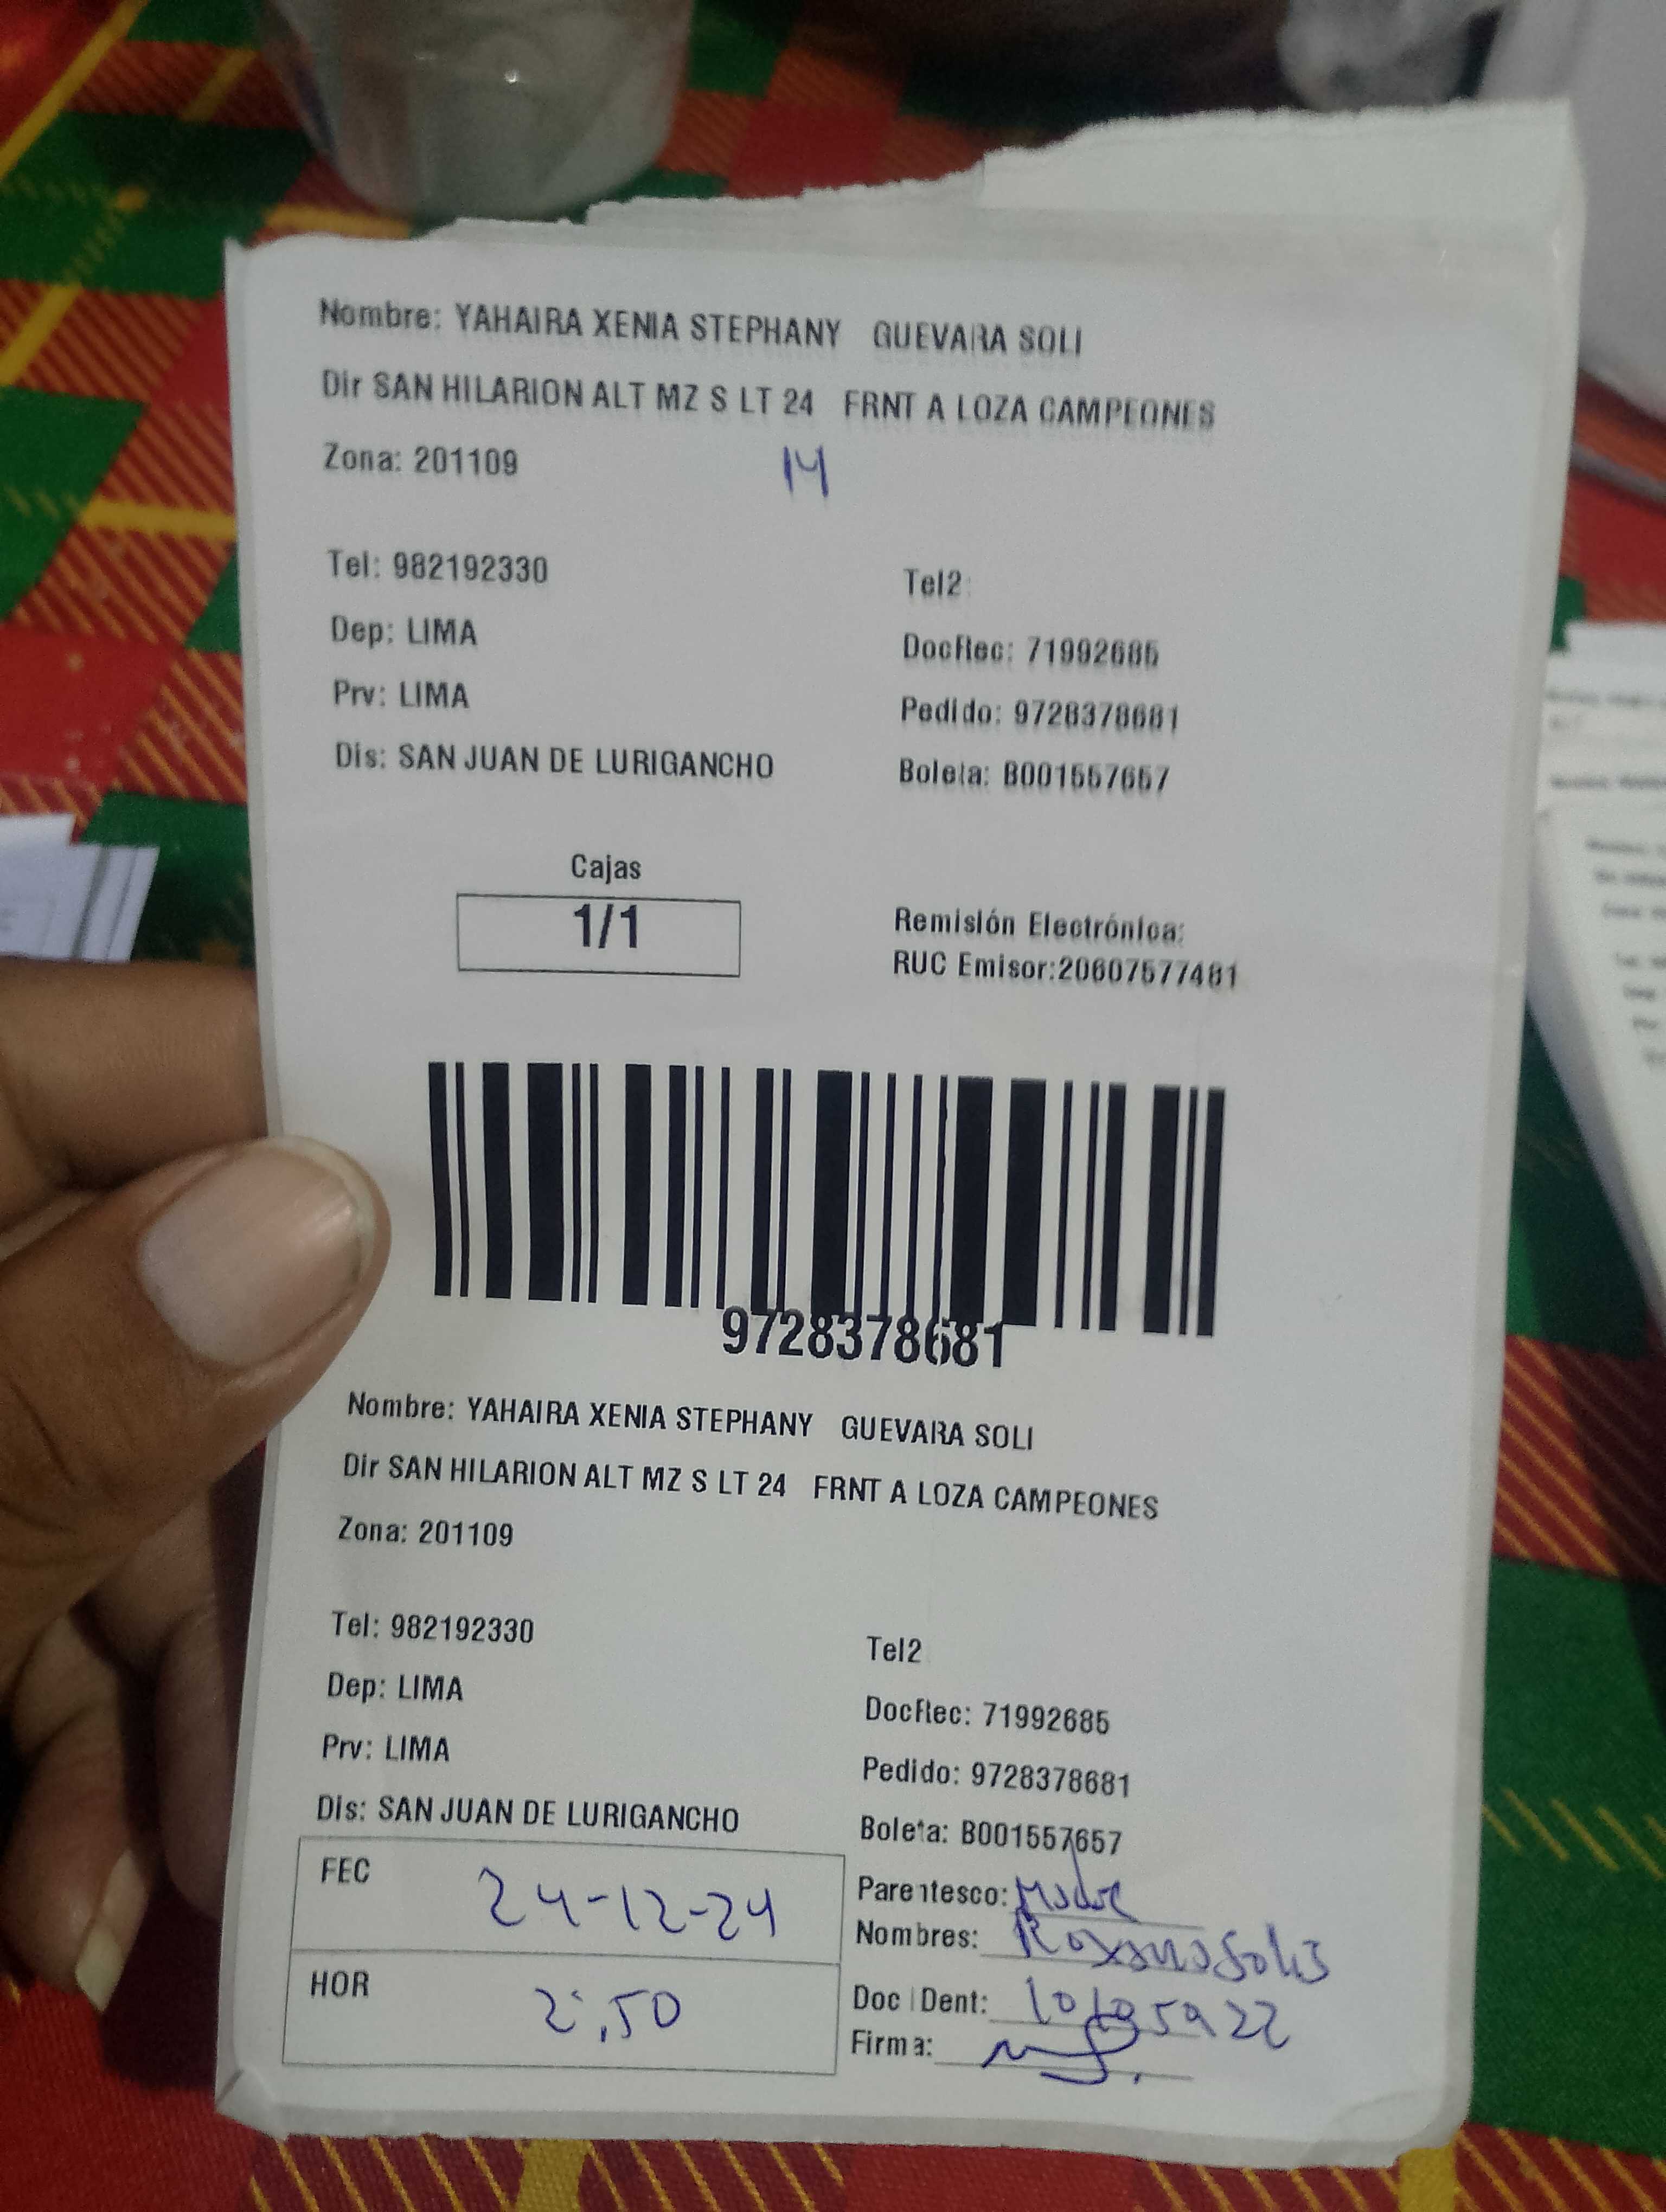 Nombre: YAHAIRA XENIA STEPHANY GUEVARA SOLI
Dir SAN HILARION ALT MZ S LT 24 FRNT A LOZA CAMPEONES
Zona: 201109
14
Tel: 982192330
Tel2:
Dep: LIMA
DocRec: 71992685
Prv: LIMA
Pedido: 9728378681
Dis: SAN JUAN DE LURIGANCHO
Boleta: B001557657
Cajas
1/1
Remisión Electrónica:
RUC Emisor:20607577481
9728378681
Nombre: YAHAIRA XENIA STEPHANY GUEVARA SOLI
Dir SAN HILARION ALT MZ S LT 24 FRNT A LOZA CAMPEONES
Zona: 201109
Tel: 982192330
Tel2
Dep: LIMA
DocRec: 71992685
Prv: LIMA
Pedido: 9728378681
Dis: SAN JUAN DE LURIGANCHO
Boleta: B001557657
FEC 24-12-24
Parentesco: Madre
Nombres: Roxana Solis
HOR 2:50
Doc Dent:
Firma: